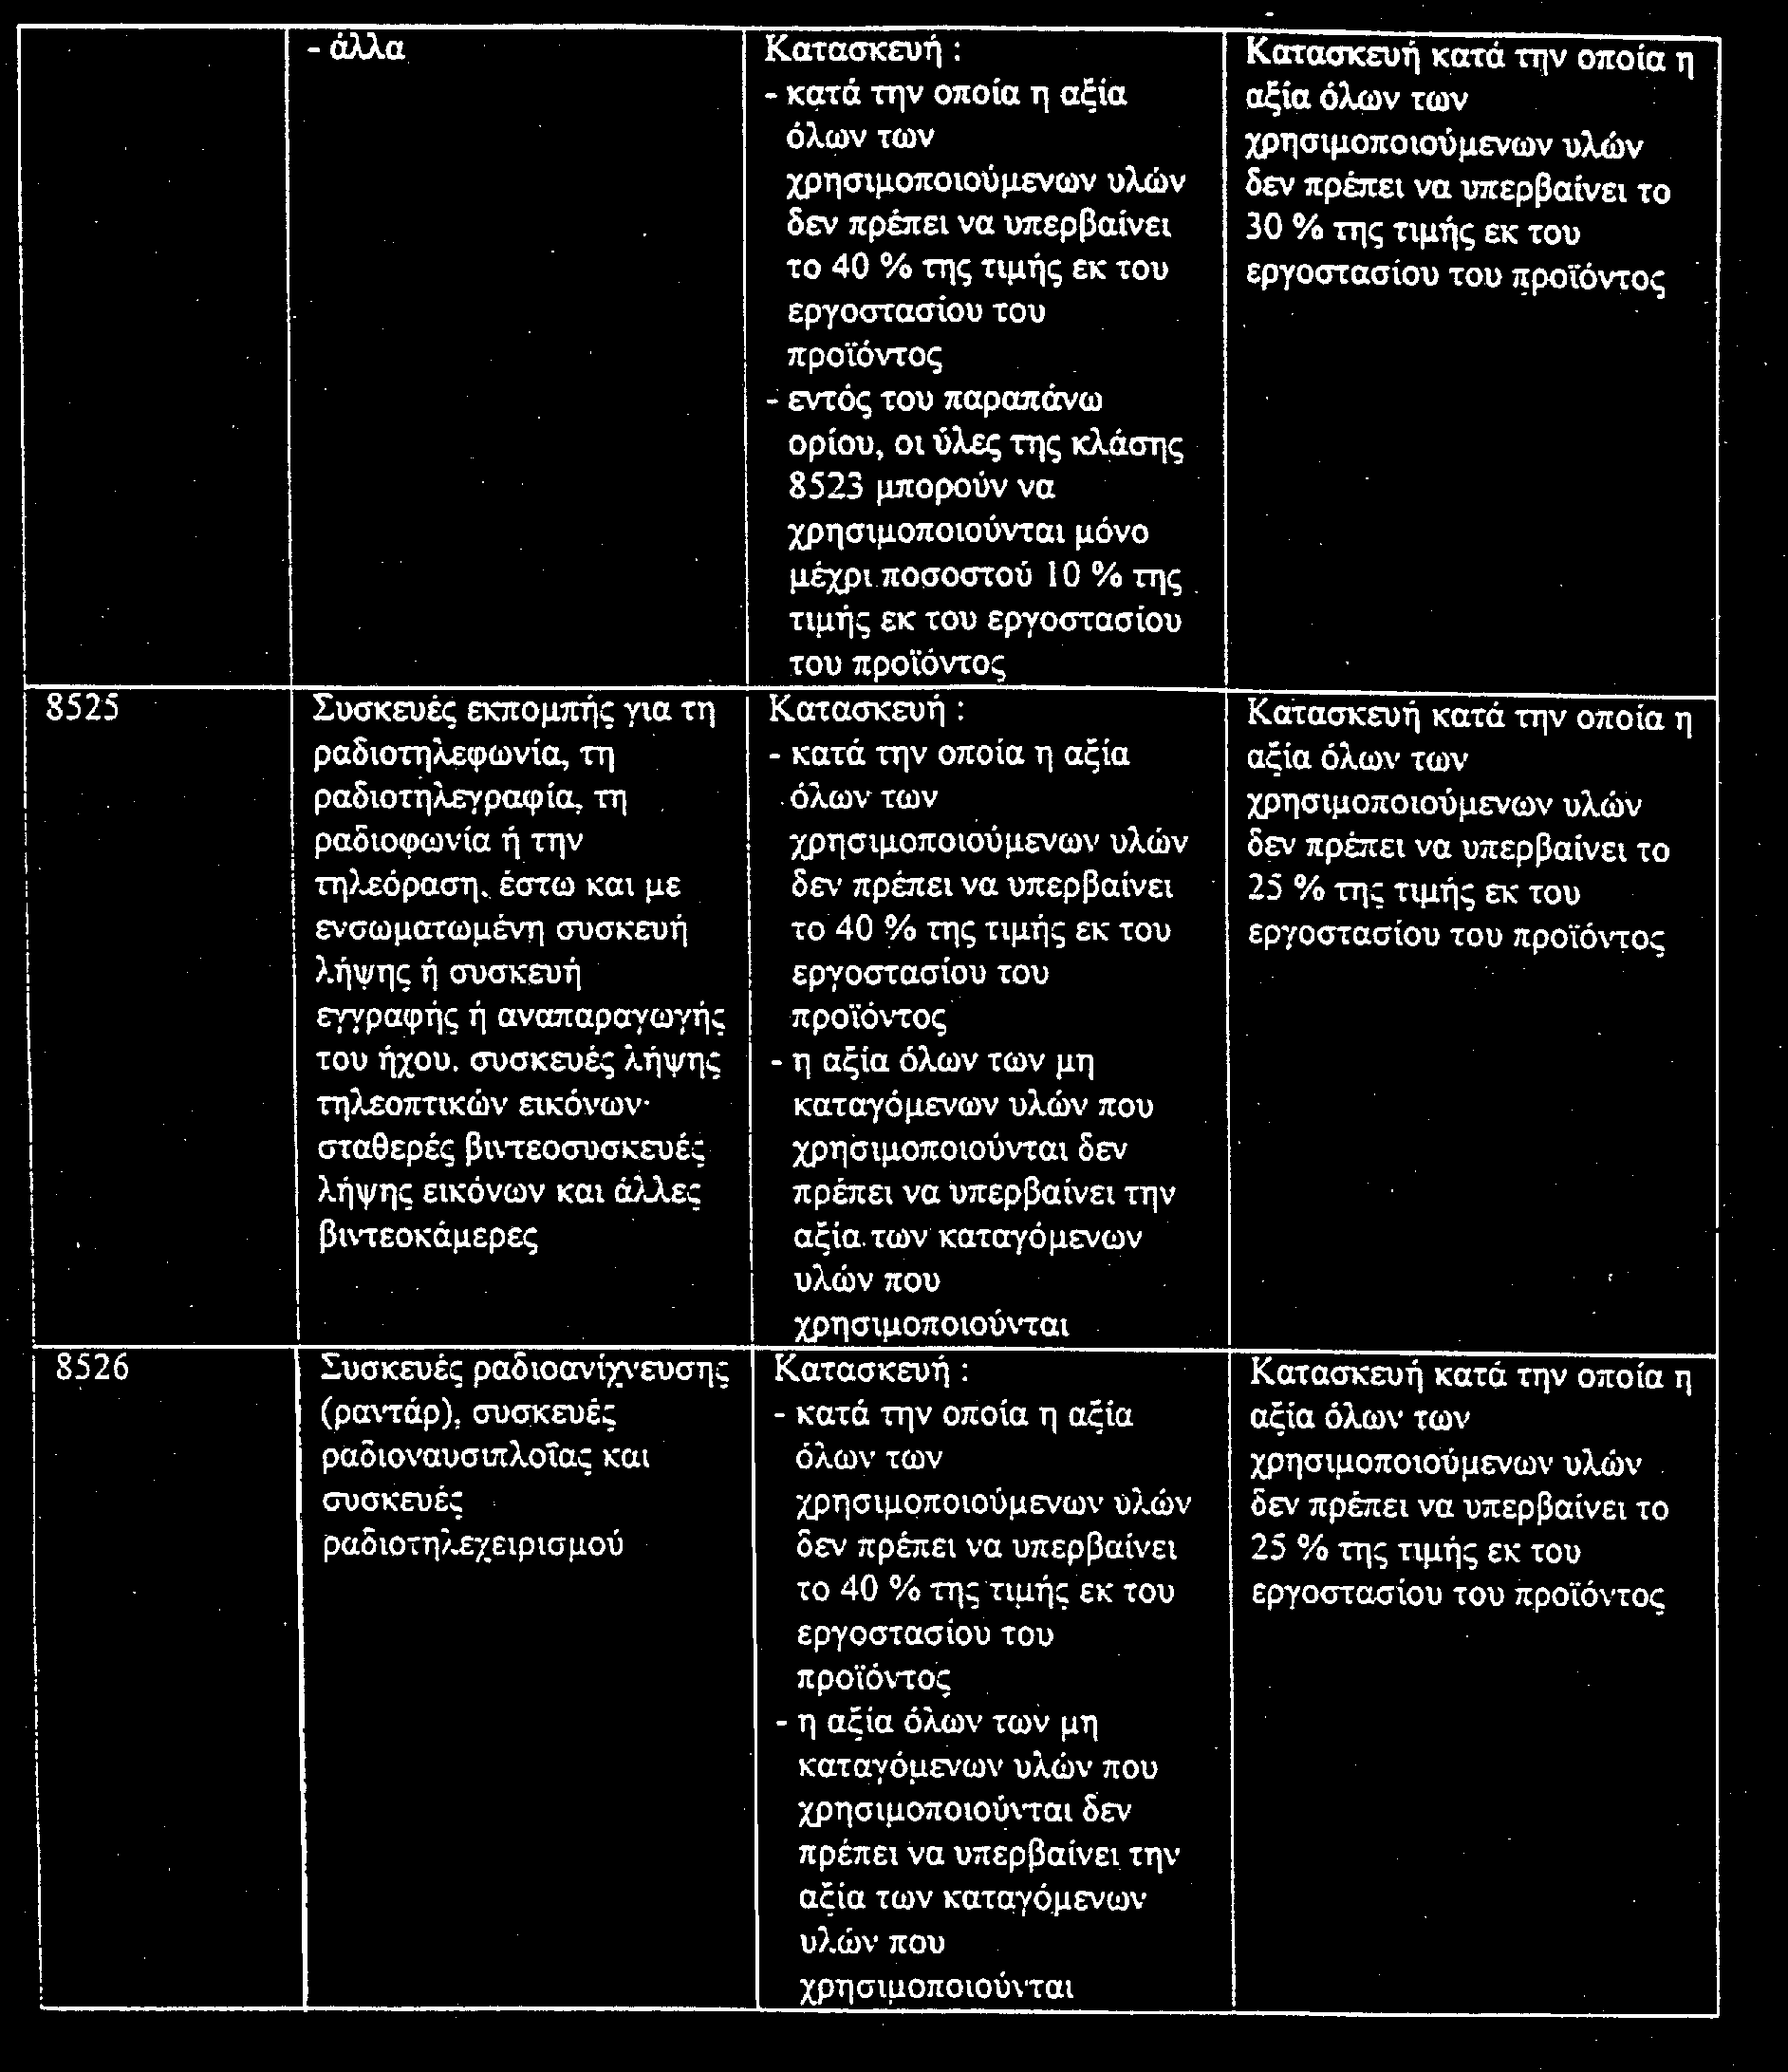 - άλλα
Κατασκευή :
- κατά την οποία η αξία
όλων των
χρησιμοποιούμενων υλών
δεν πρέπει να υπερβαίνει
το 40 % της τιμής εκ του
εργοστασίου του
προϊόντος
- εντός του παραπάνω
ορίου, οι ύλες της κλάσης
8523 μπορούν να
χρησιμοποιούνται μόνο
μέχρι ποσοστού 10 % της
τιμής εκ του εργοστασίου
του προϊόντος
Κατασκευή κατά την οποία η
αξία όλων των
χρησιμοποιούμενων υλών
δεν πρέπει να υπερβαίνει το
30 % της τιμής εκ του
εργοστασίου του προϊόντος
8525
Συσκευές εκπομπής για τη
ραδιοτηλεφωνία, τη
ραδιοτηλεγραφία, τη
ραδιοφωνία ή την
τηλεόραση, έστω και με
ενσωματωμένη συσκευή
λήψης ή συσκευή
εγγραφής ή αναπαραγωγής
του ήχου. συσκευές λήψης
τηλεοπτικών εικόνων·
σταθερές βιντεοσυσκευές
λήψης εικόνων και άλλες
βιντεοκάμερες
Κατασκευή :
- κατά την οποία η αξία
όλων των
χρησιμοποιούμενων υλών
δεν πρέπει να υπερβαίνει
το 40 % της τιμής εκ του
εργοστασίου του
προϊόντος
- η αξία όλων των μη
καταγόμενων υλών που
χρησιμοποιούνται δεν
πρέπει να υπερβαίνει την
αξία των καταγόμενων
υλών που
χρησιμοποιούνται
Κατασκευή κατά την οποία η
αξία όλων των
χρησιμοποιούμενων υλών
δεν πρέπει να υπερβαίνει το
25 % της τιμής εκ του
εργοστασίου του προϊόντος
8526
Συσκευές ραδιοανίχνευσης
(ραντάρ), συσκευές
ραδιοναυσιπλοΐας και
συσκευές
ραδιοτηλεχειρισμού
Κατασκευή :
- κατά την οποία η αξία
όλων των
χρησιμοποιούμενων υλών
δεν πρέπει να υπερβαίνει
το 40 % της τιμής εκ του
εργοστασίου του
προϊόντος
- η αξία όλων των μη
καταγόμενων υλών που
χρησιμοποιούνται δεν
πρέπει να υπερβαίνει την
αξία των καταγόμενων
υλών που
χρησιμοποιούνται
Κατασκευή κατά την οποία η
αξία όλων των
χρησιμοποιούμενων υλών
δεν πρέπει να υπερβαίνει το
25 % της τιμής εκ του
εργοστασίου του προϊόντος